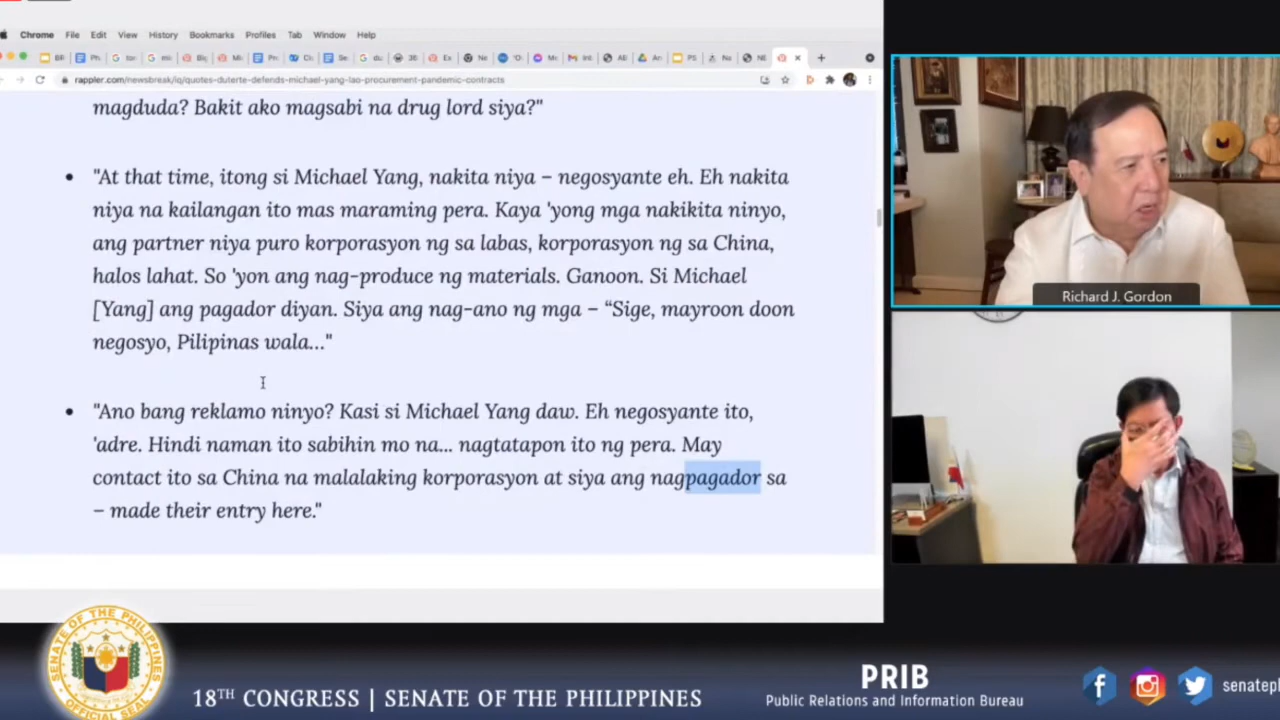 Chrome File Edit View History Bookmarks Profiles Tab Window Help
rappler.com/newsbreak/iq/quotes-duterte-defends-michael-yang-lao-procurement-pandemic-contracts
magduda? Bakit ako magsabi na drug lord siya?"
• "At that time, itong si Michael Yang, nakita niya – negosyante eh. Eh nakita
niya na kailangan ito mas maraming pera. Kaya 'yong mga nakikita ninyo,
ang partner niya puro korporasyon ng sa labas, korporasyon ng sa China,
halos lahat. So 'yon ang nag-produce ng materials. Ganoon. Si Michael
[Yang] ang pagador diyan. Siya ang nag-ano ng mga – “Sige, mayroon doon
negosyo, Pilipinas wala…"
• "Ano bang reklamo ninyo? Kasi si Michael Yang daw. Eh negosyante ito,
'adre. Hindi naman ito sabihin mo na... nagtatapon ito ng pera. May
contact ito sa China na malalaking korporasyon at siya ang nagpagador sa
– made their entry here."
Richard J. Gordon
SENATE OF THE PHILIPPINES
OFFICIAL SEAL
18TH CONGRESS | SENATE OF THE PHILIPPINES
PRIB
Public Relations and Information Bureau
senateph